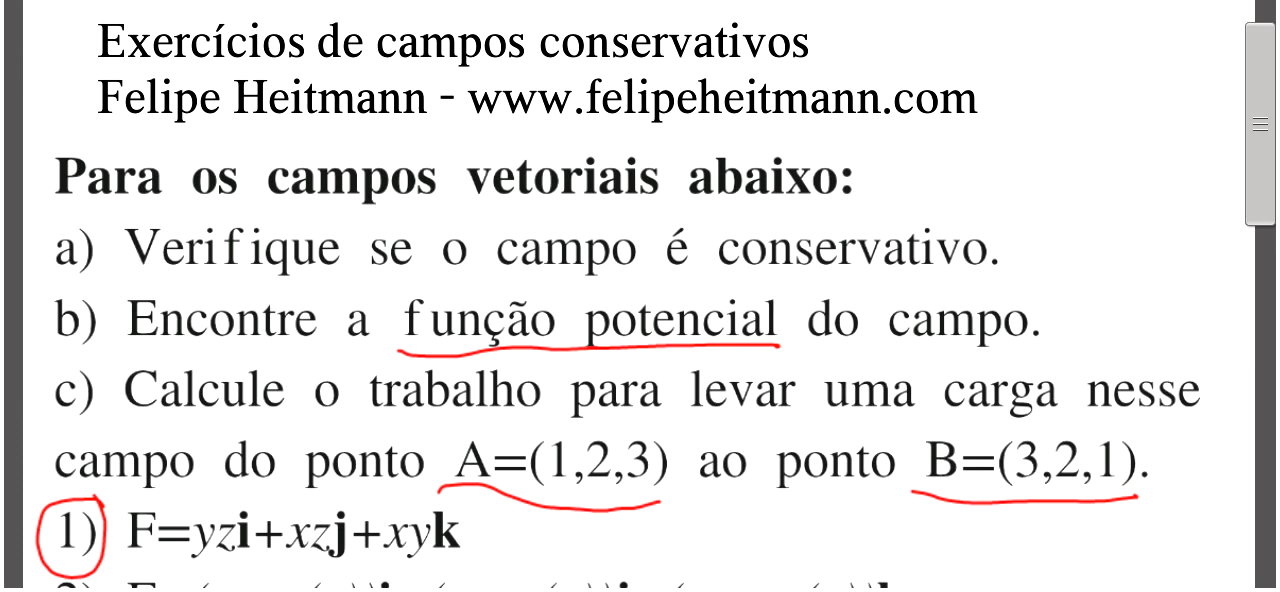 Exercícios de campos conservativos
Felipe Heitmann - www.felipeheitmann.com
Para os campos vetoriais abaixo:
a) Verifique se o campo é conservativo.
b) Encontre a função potencial do campo.
c) Calcule o trabalho para levar uma carga nesse
campo do ponto A=(1,2,3) ao ponto B=(3,2,1).
1) F=yzi+xzj+xyk